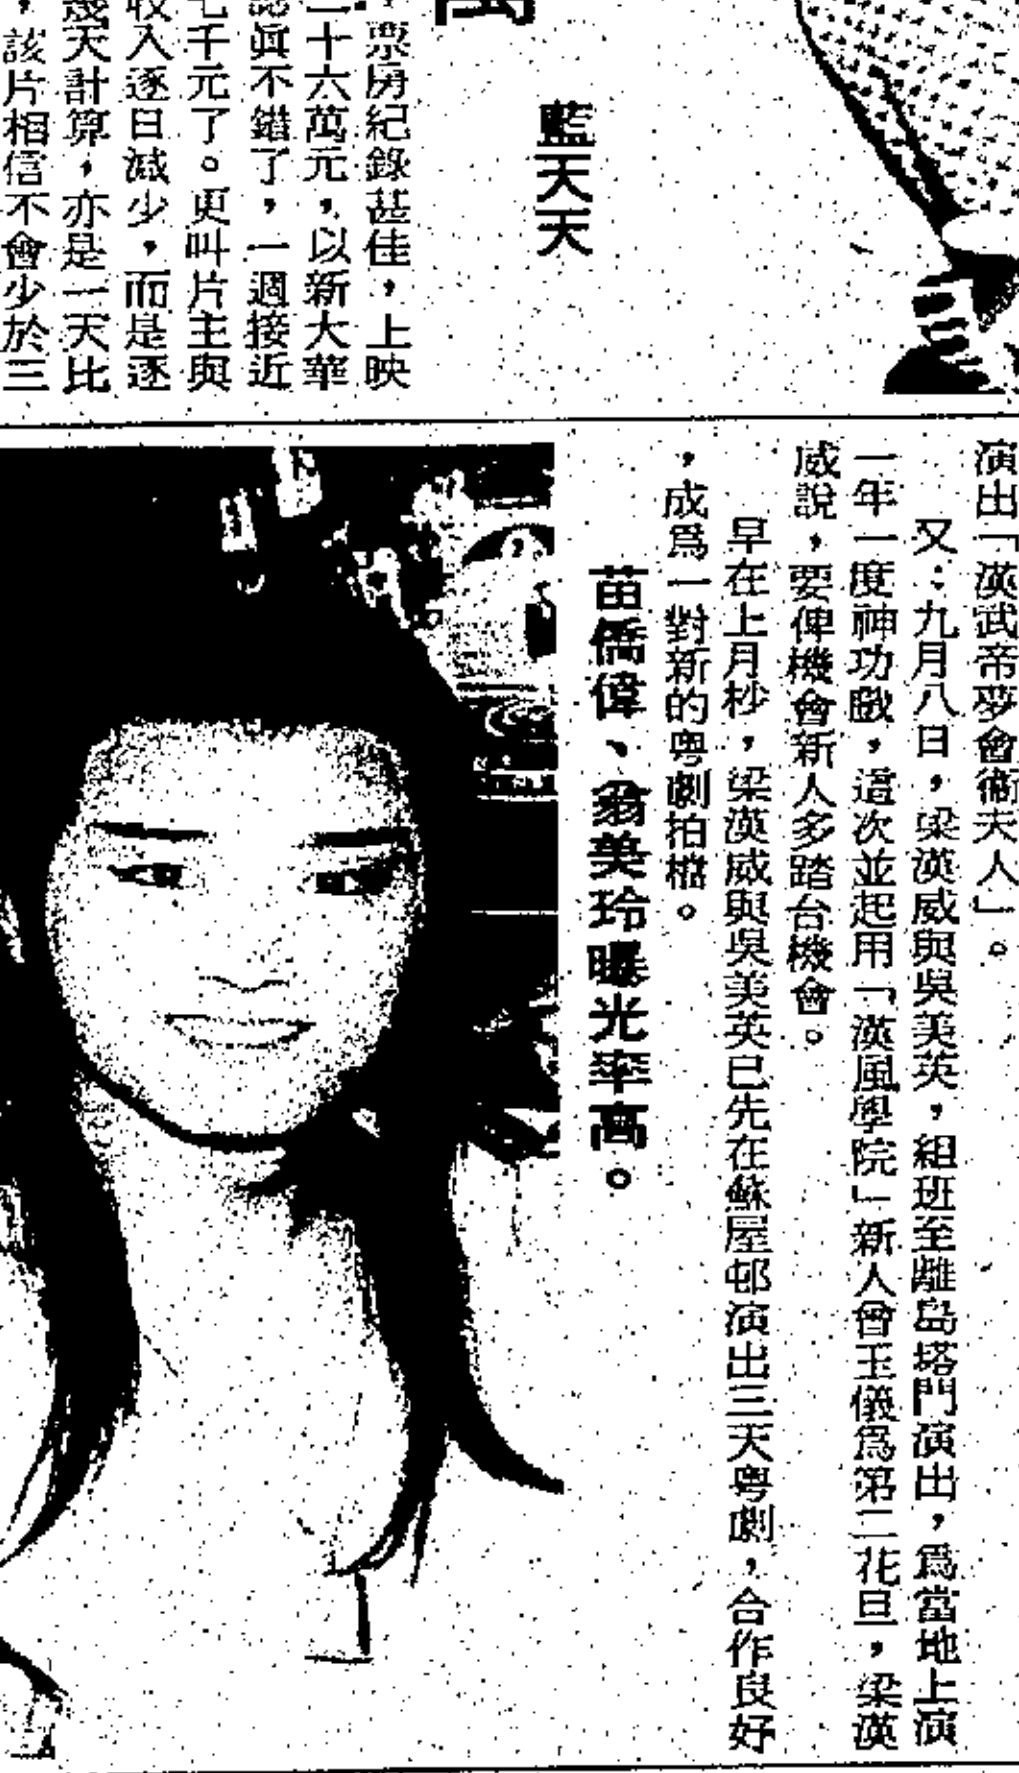 藍天天
,票房紀錄甚佳,上映
二十六萬元,以新大華
認眞不錯了,一週接近
七千元了。更叫片主與
收入逐日減少,而是逐
幾天計算,亦是一天比
,該片相信不會少於三
演出「漢武帝夢會衞夫人」。
又:九月八日,梁漢威與吳美英,組班至離島塔門演出,爲當地上演
一年一度神功戲,這次並起用「漢風學院」新人曾玉儀爲第二花旦,梁漢
威說,要俾機會新人多踏台機會。
早在上月杪,梁漢威與吳美英已先在蘇屋邨演出三天粤劇,合作良好
,成爲一對新的粤劇拍檔。
苗僑偉、翁美玲曝光率高。